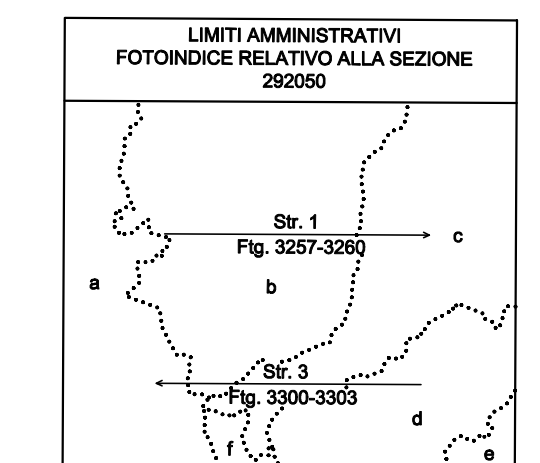 LIMITI AMMINISTRATIVI
FOTOINDICE RELATIVO ALLA SEZIONE
292050
Str. 1
c
Ftg. 3257-3260
a
b
Str. 3
Ftg. 3300-3303
d
f
e